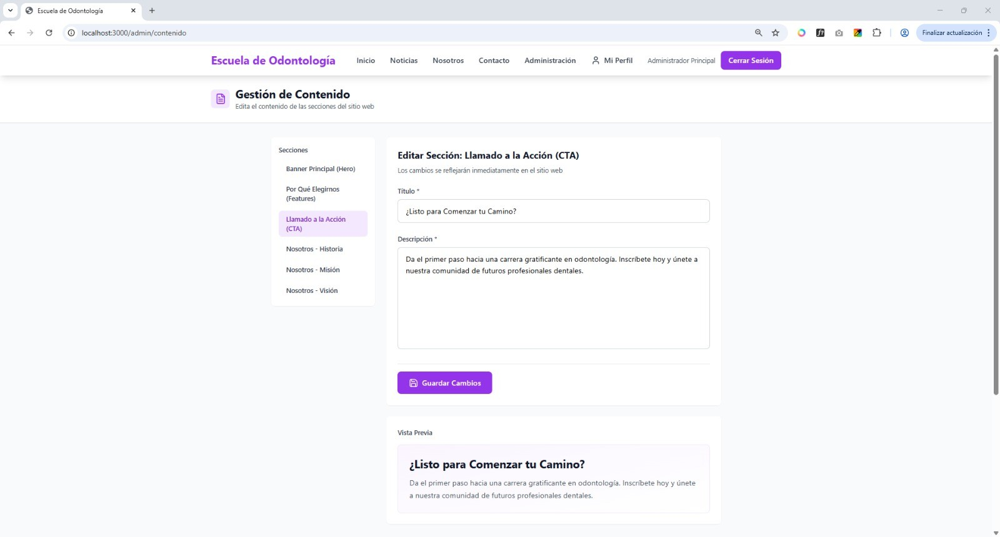 Escuela de Odontología
localhost:3000/admin/contenido
Finalizar actualización
Escuela de Odontología
Inicio
Noticias
Nosotros
Contacto
Administración
Mi Perfil
Administrador Principal
Cerrar Sesión
Gestión de Contenido
Edita el contenido de las secciones del sitio web
Secciones
Banner Principal (Hero)
Por Qué Elegirnos
(Features)
Llamado a la Acción
(CTA)
Nosotros - Historia
Nosotros - Misión
Nosotros - Visión
Editar Sección: Llamado a la Acción (CTA)
Los cambios se reflejarán inmediatamente en el sitio web
Título *
¿Listo para Comenzar tu Camino?
Descripción *
Da el primer paso hacia una carrera gratificante en odontología. Inscríbete hoy y únete a
nuestra comunidad de futuros profesionales dentales.
Guardar Cambios
Vista Previa
¿Listo para Comenzar tu Camino?
Da el primer paso hacia una carrera gratificante en odontología. Inscríbete hoy y únete
a nuestra comunidad de futuros profesionales dentales.